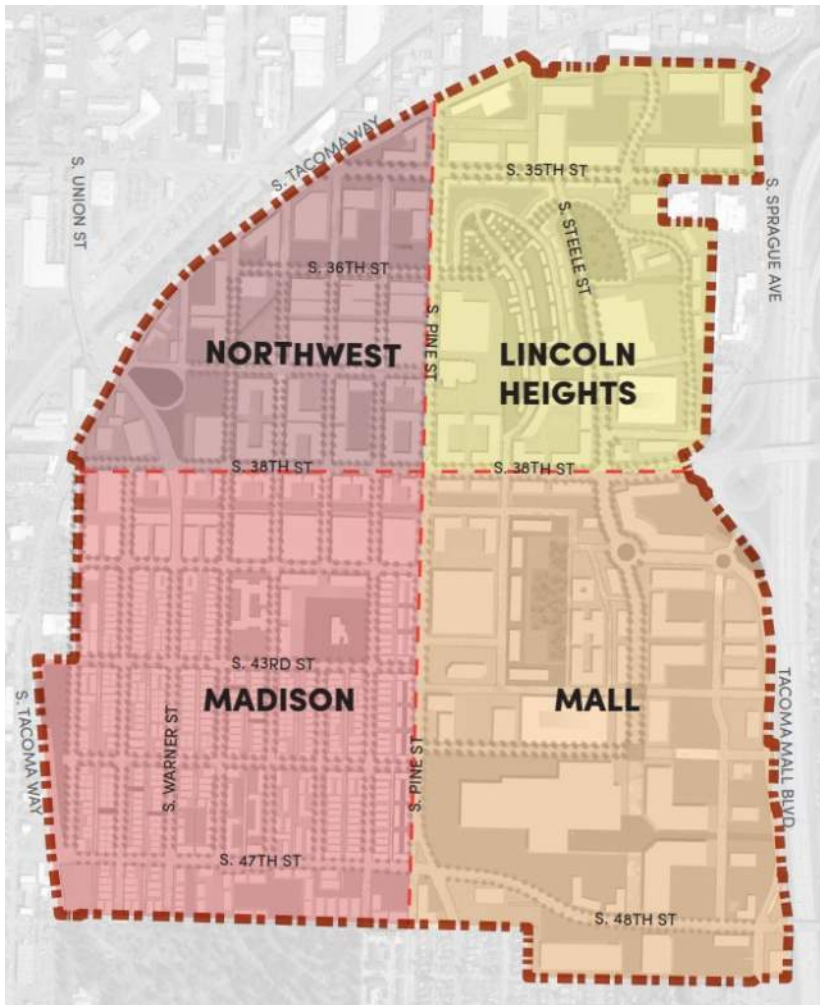 S. TACOMA WAY
S. UNION ST
S. 35TH ST
S. SPRAGUE AVE
S. STEELE ST
S. 36TH ST
S. PINE ST
NORTHWEST
LINCOLN
HEIGHTS
S. 38TH ST
S. 38TH ST
S. 43RD ST
MADISON
MALL
S. TACOMA WAY
S. WARNER ST
S. PINE ST
TACOMA MALL BLVD
S. 47TH ST
S. 48TH ST